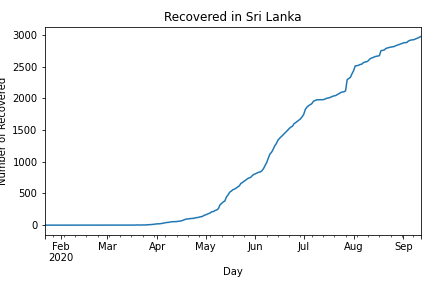 Recovered in Sri Lanka
3000
2500
2000
1500
1000
500
0
Number of Recovered
Feb Mar Apr May Jun Jul Aug Sep
2020
Day